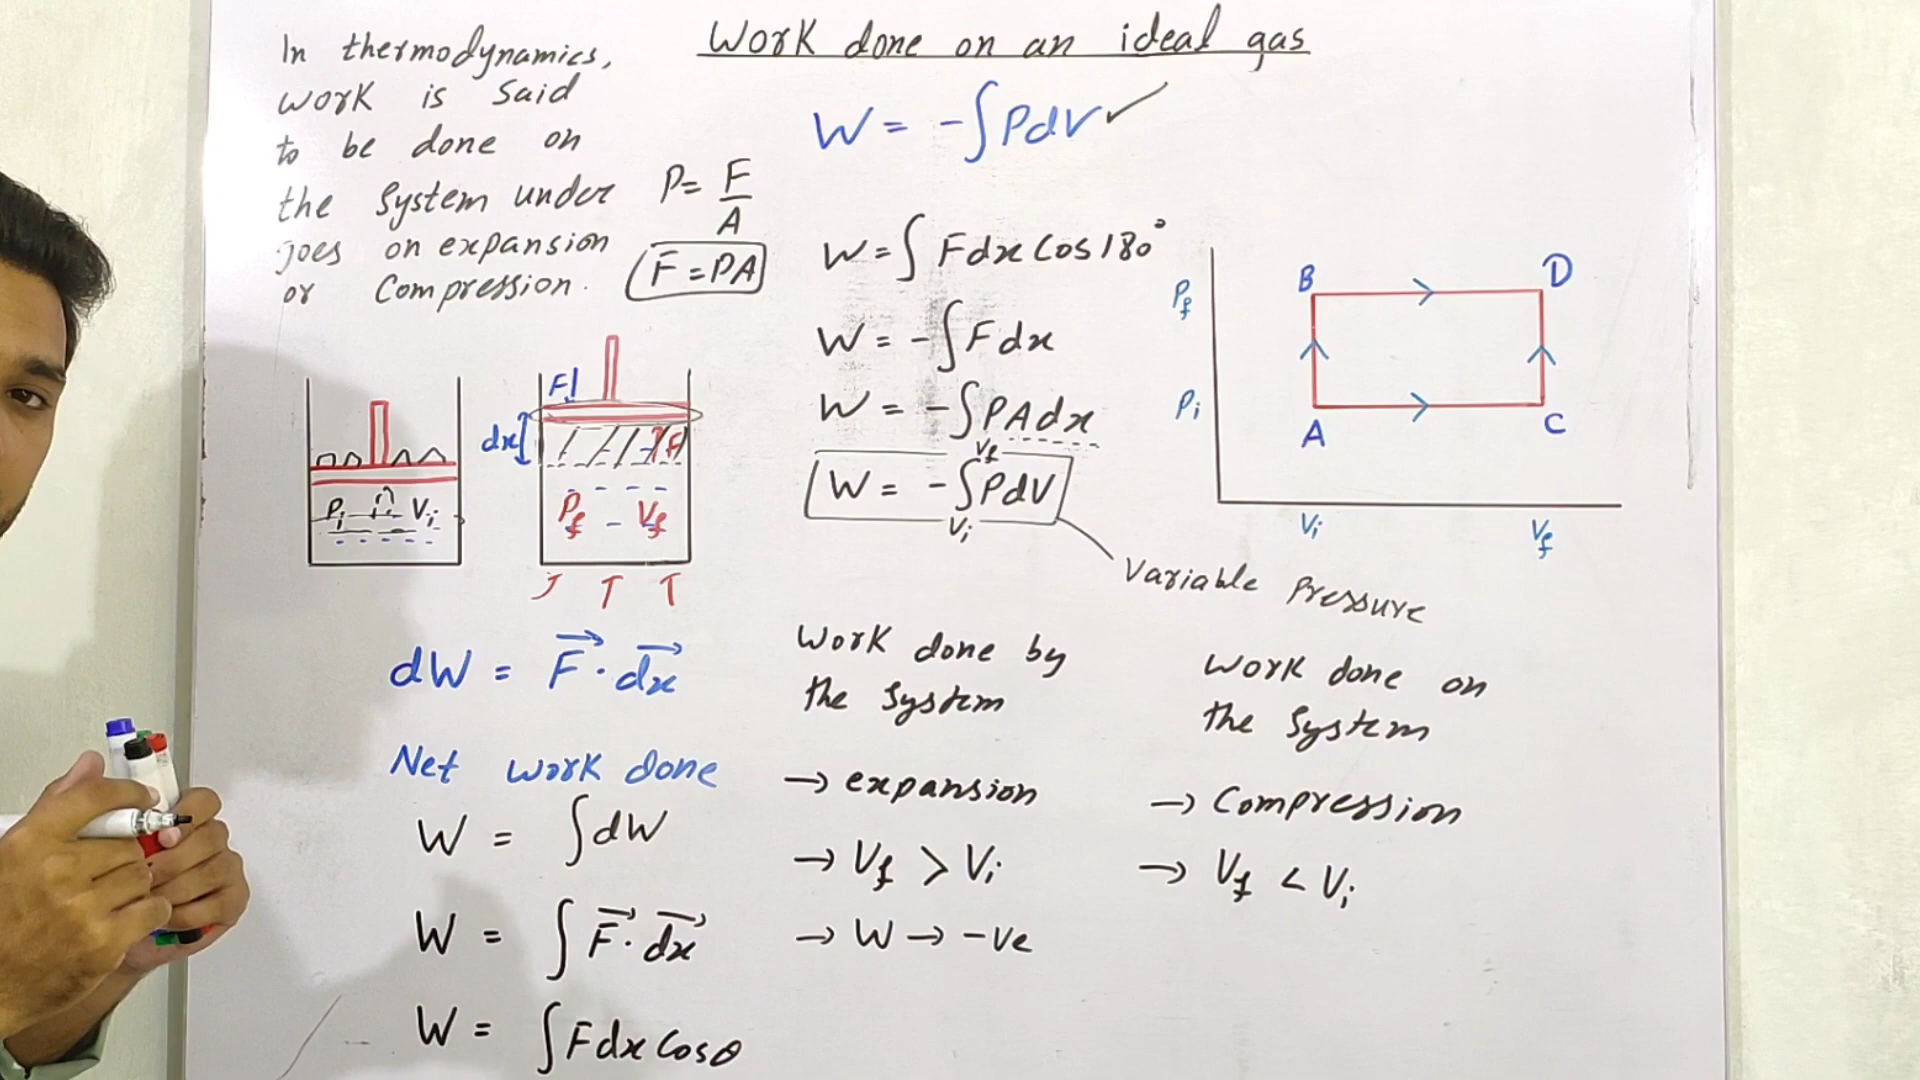 Work done on an ideal gas
In thermodynamics,
work is said
to be done on
the system under
goes on expansion
or compression.
P = F/A
F = PA
W = -∫PdV ✓
W = ∫ Fdx Cos180°
W = -∫Fdx
W = -∫PAdx
W = -∫PdV
Vf
Vi
Variable Pressure
Pi Vi
F
dx
F
Pf Vf
J T T
Pf
Pi
B D
A C
Vi Vf
dW = F⃗ · dx⃗
Net work done
W = ∫dW
W = ∫ F⃗ · dx⃗
W = ∫Fdx Cosθ
Work done by
the system
→ expansion
→ Vf > Vi
→ W → -ve
Work done on
the system
→ Compression
→ Vf < Vi